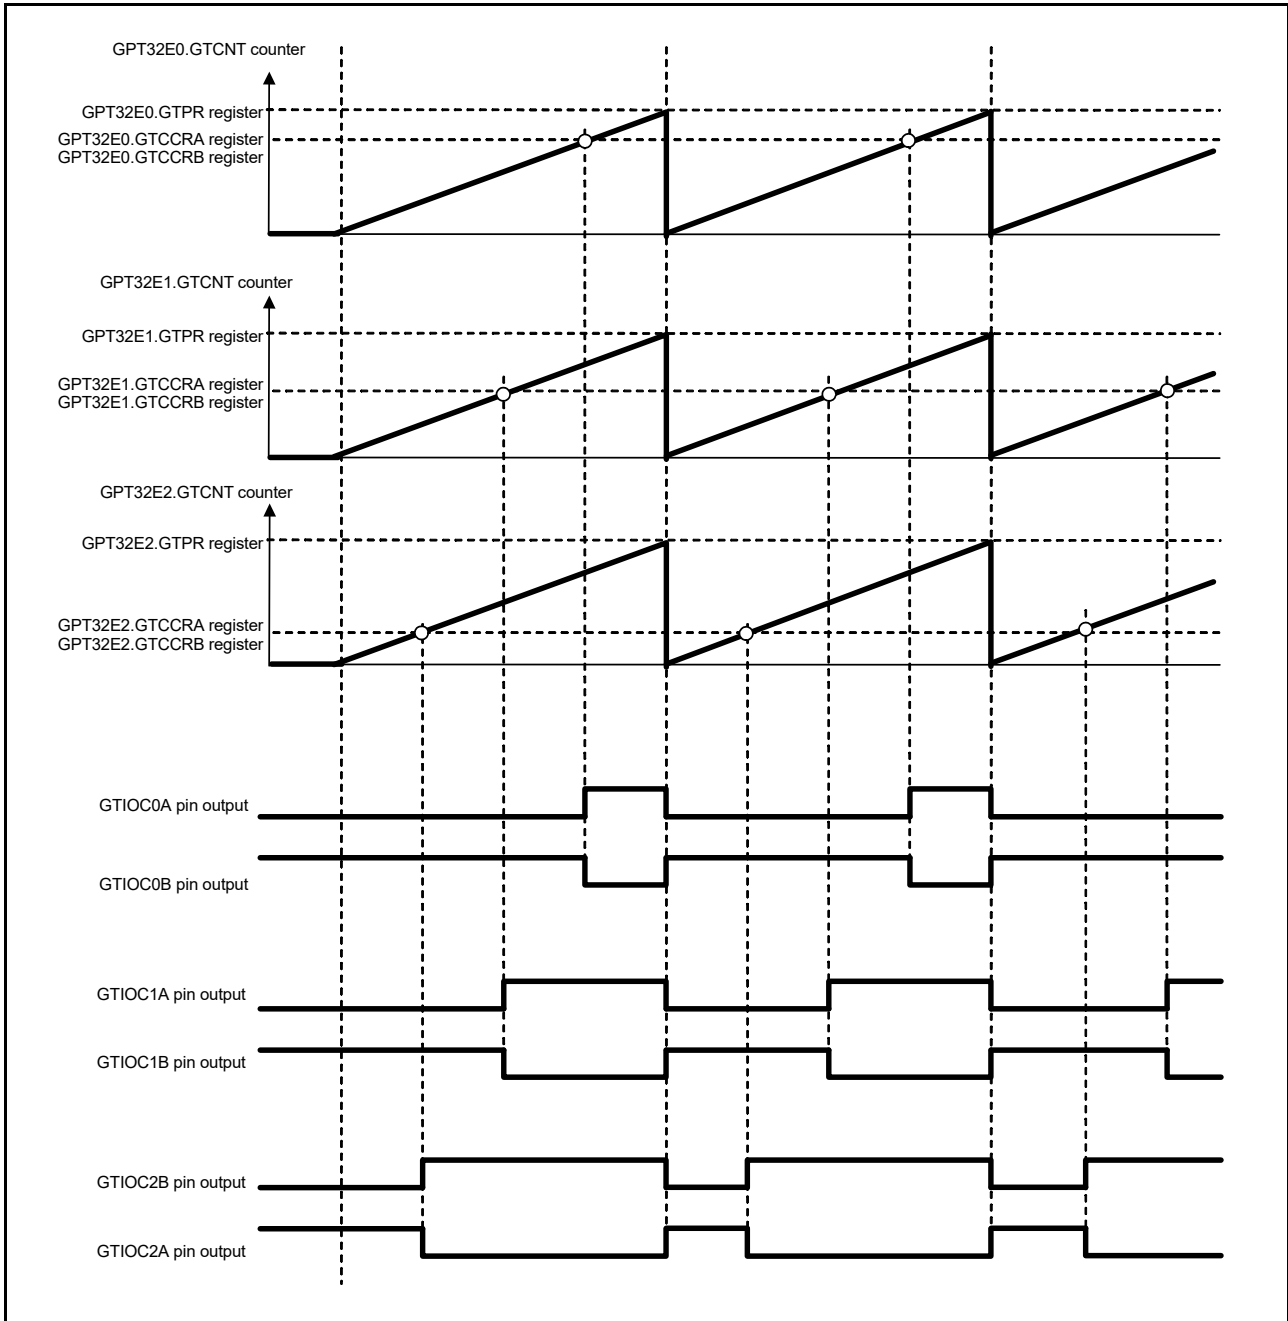 GPT32E0.GTCNT counter
GPT32E0.GTPR register
GPT32E0.GTCCRA register
GPT32E0.GTCCRB register
GPT32E1.GTCNT counter
GPT32E1.GTPR register
GPT32E1.GTCCRA register
GPT32E1.GTCCRB register
GPT32E2.GTCNT counter
GPT32E2.GTPR register
GPT32E2.GTCCRA register
GPT32E2.GTCCRB register
GTIOC0A pin output
GTIOC0B pin output
GTIOC1A pin output
GTIOC1B pin output
GTIOC2B pin output
GTIOC2A pin output